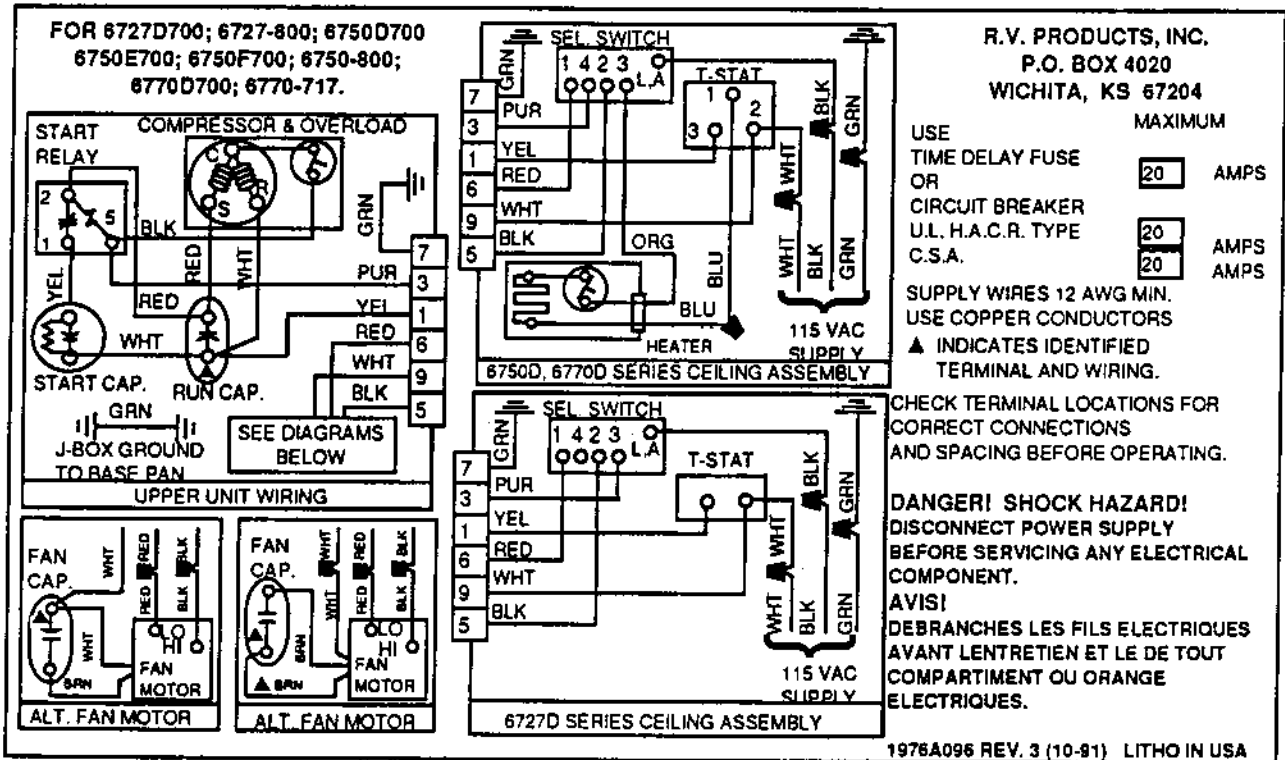 FOR 6727D700; 6727-800; 6750D700
6750E700; 6750F700; 6750-800;
6770D700; 6770-717.
START
RELAY
COMPRESSOR & OVERLOAD
C
R
S
2
5
1
BLK
GRN
7
PUR
3
YEL
RED
WHT
RED
YEL
1
RED
6
WHT
WHT
9
BLK
5
START CAP.
RUN CAP.
GRN
J-BOX GROUND
TO BASE PAN
SEE DIAGRAMS
BELOW
UPPER UNIT WIRING
FAN
CAP.
WHT
RED
BLK
RED
BLK
WHT
LO
HI
FAN
MOTOR
BRN
ALT. FAN MOTOR
FAN
CAP.
WHT
RED
BLK
WHT
RED
BLK
BRN
LO
HI
FAN
MOTOR
BRN
ALT. FAN MOTOR
SEL. SWITCH
GRN
1 4 2 3
L,A
T-STAT
1
2
3
7
PUR
3
YEL
1
RED
6
WHT
9
BLK
5
ORG
BLU
BLU
HEATER
WHT
BLK
GRN
WHT
BLK
GRN
115 VAC
SUPPLY
6750D, 6770D SERIES CEILING ASSEMBLY
SEL. SWITCH
GRN
1 4 2 3
L,A
T-STAT
7
PUR
3
YEL
1
RED
6
WHT
9
BLK
5
WHT
BLK
GRN
WHT
BLK
GRN
115 VAC
SUPPLY
6727D SERIES CEILING ASSEMBLY
R.V. PRODUCTS, INC.
P.O. BOX 4020
WICHITA, KS 67204
MAXIMUM
USE
TIME DELAY FUSE
20 AMPS
OR
CIRCUIT BREAKER
U.L. H.A.C.R. TYPE
20 AMPS
C.S.A.
20 AMPS
SUPPLY WIRES 12 AWG MIN.
USE COPPER CONDUCTORS
▲ INDICATES IDENTIFIED
TERMINAL AND WIRING.
CHECK TERMINAL LOCATIONS FOR
CORRECT CONNECTIONS
AND SPACING BEFORE OPERATING.
DANGER! SHOCK HAZARD!
DISCONNECT POWER SUPPLY
BEFORE SERVICING ANY ELECTRICAL
COMPONENT.
AVIS!
DEBRANCHES LES FILS ELECTRIQUES
AVANT LENTRETIEN ET LE DE TOUT
COMPARTIMENT OU ORANGE
ELECTRIQUES.
1976A096 REV. 3 (10-91) LITHO IN USA